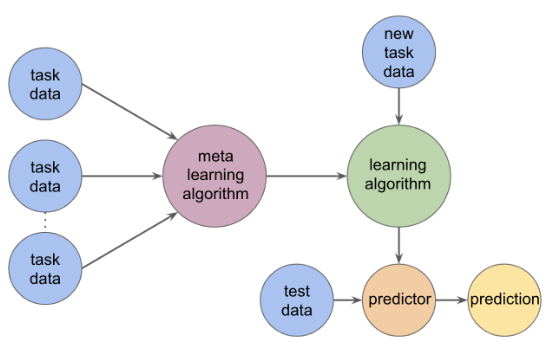 task
data
task
data
task
data
meta
learning
algorithm
new
task
data
learning
algorithm
test
data
predictor
prediction